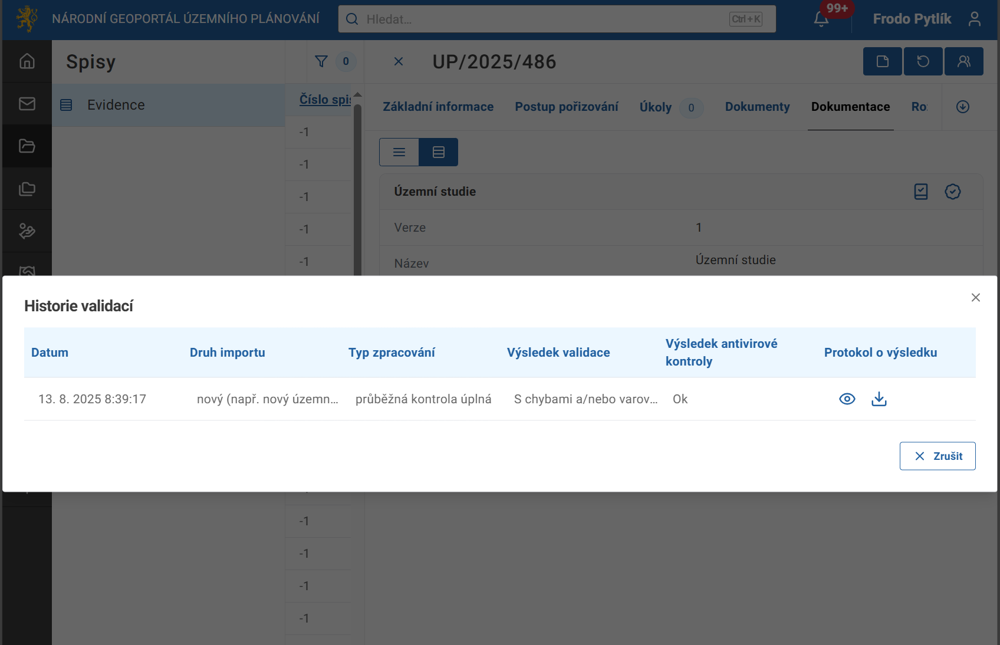 NÁRODNÍ GEOPORTÁL ÚZEMNÍHO PLÁNOVÁNÍ
Hledat...
Ctrl + K
99+
Frodo Pytlík
Spisy
0
UP/2025/486
Evidence
Číslo spis
-1
-1
-1
-1
-1
Základní informace
Postup pořizování
Úkoly
0
Dokumenty
Dokumentace
Ro
Územní studie
Verze
1
Název
Územní studie
Historie validací
Datum
Druh importu
Typ zpracování
Výsledek validace
Výsledek antivirové
kontroly
Protokol o výsledku
13. 8. 2025 8:39:17
nový (např. nový územn...
průběžná kontrola úplná
S chybami a/nebo varov...
Ok
Zrušit
-1
-1
-1
-1